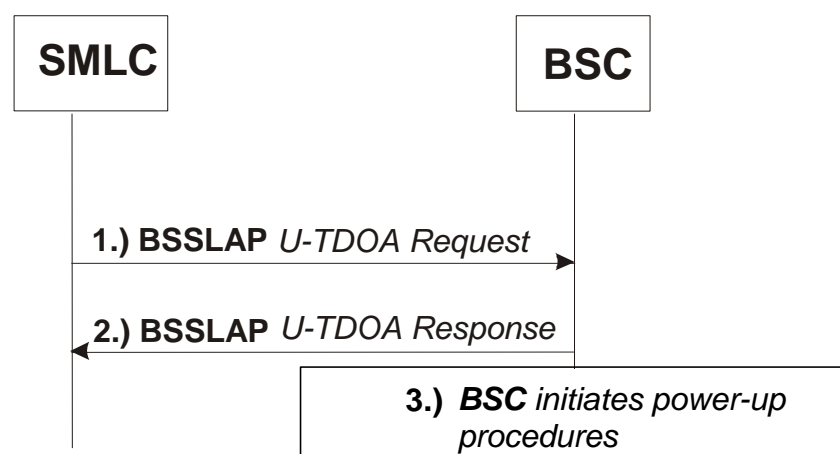 SMLC
BSC
1.) BSSLAP U-TDOA Request
2.) BSSLAP U-TDOA Response
3.) BSC initiates power-up
procedures